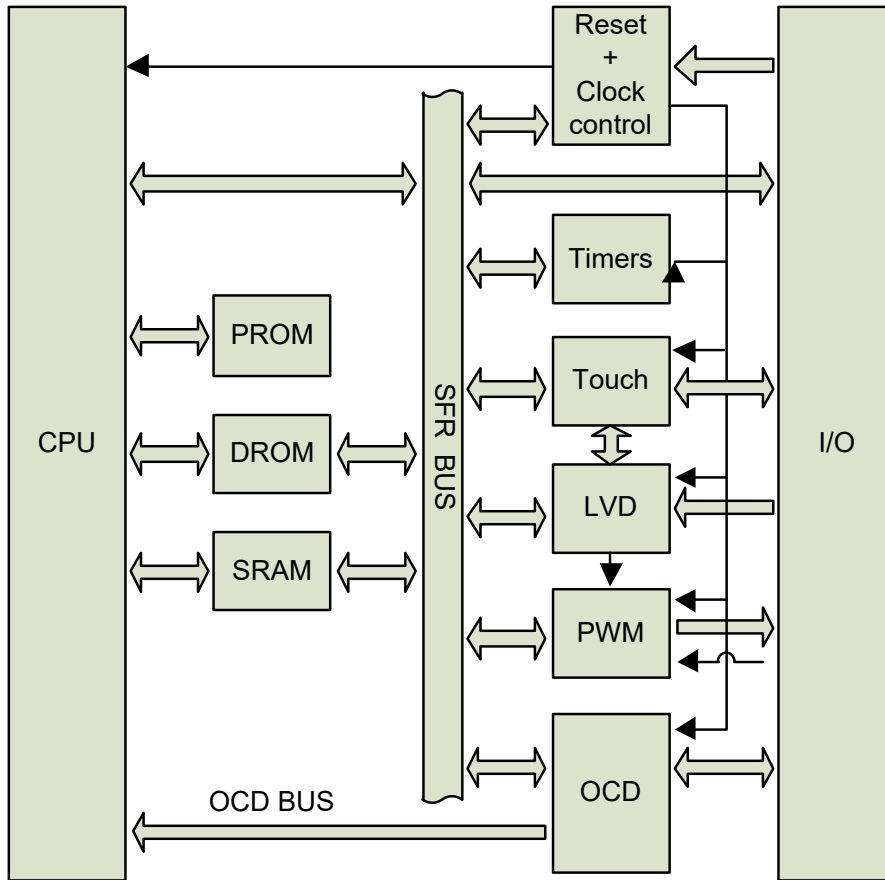 Reset
+
Clock
control
Timers
PROM
Touch
CPU
DROM
SFR BUS
I/O
LVD
SRAM
PWM
OCD
OCD BUS